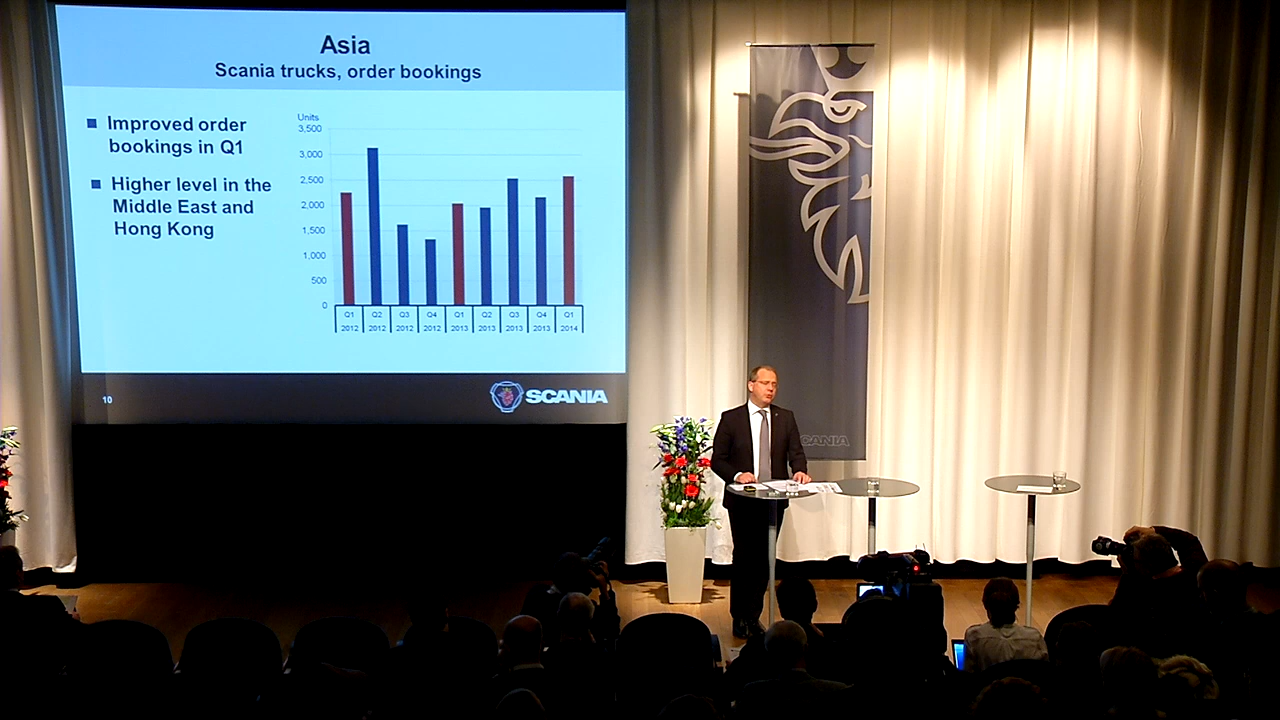 Asia
Scania trucks, order bookings
Improved order
bookings in Q1
Higher level in the
Middle East and
Hong Kong
Units
3,500
3,000
2,500
2,000
1,500
1,000
500
0
Q1 Q2 Q3 Q4 Q1 Q2 Q3 Q4 Q1
2012 2012 2012 2012 2013 2013 2013 2013 2014
10
SCANIA
SCANIA